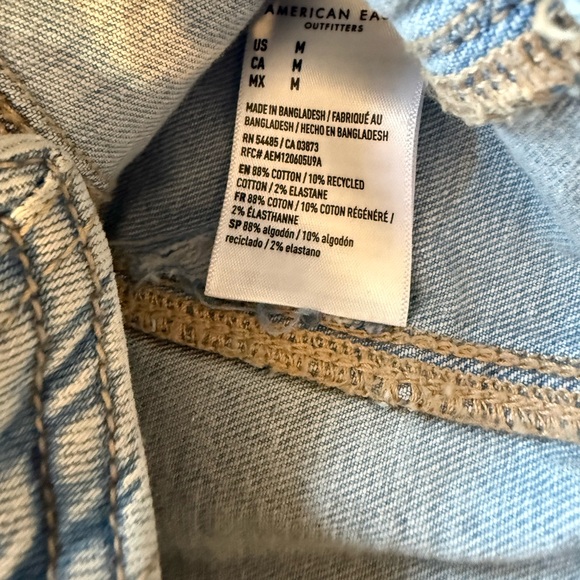 AMERICAN EA
OUTFITTERS
US M
CA M
MX M
MADE IN BANGLADESH / FABRIQUÉ AU
BANGLADESH / HECHO EN BANGLADESH
RN 54485 / CA 03873
RFC# AEM120605U9A
EN 88% COTTON / 10% RECYCLED
COTTON / 2% ELASTANE
FR 88% COTON / 10% COTON RÉGÉNÉRÉ /
2% ÉLASTHANNE
SP 88% algodón / 10% algodón
reciclado / 2% elastano